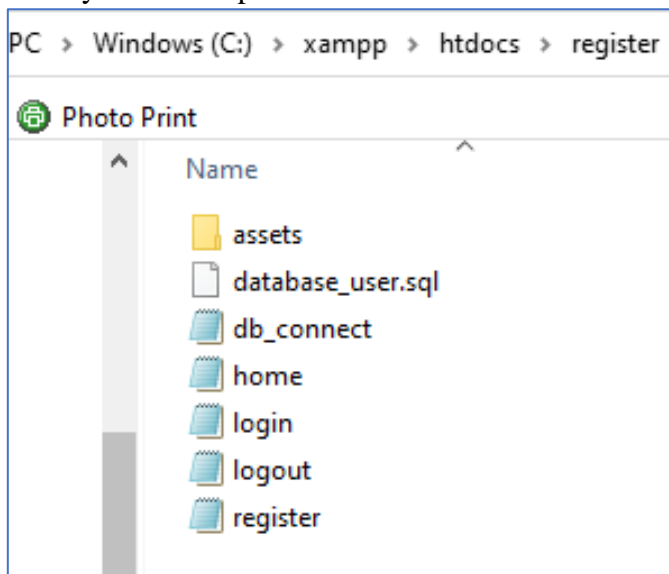 PC > Windows (C:) > xampp > htdocs > register
Photo Print
Name
assets
database_user.sql
db_connect
home
login
logout
register